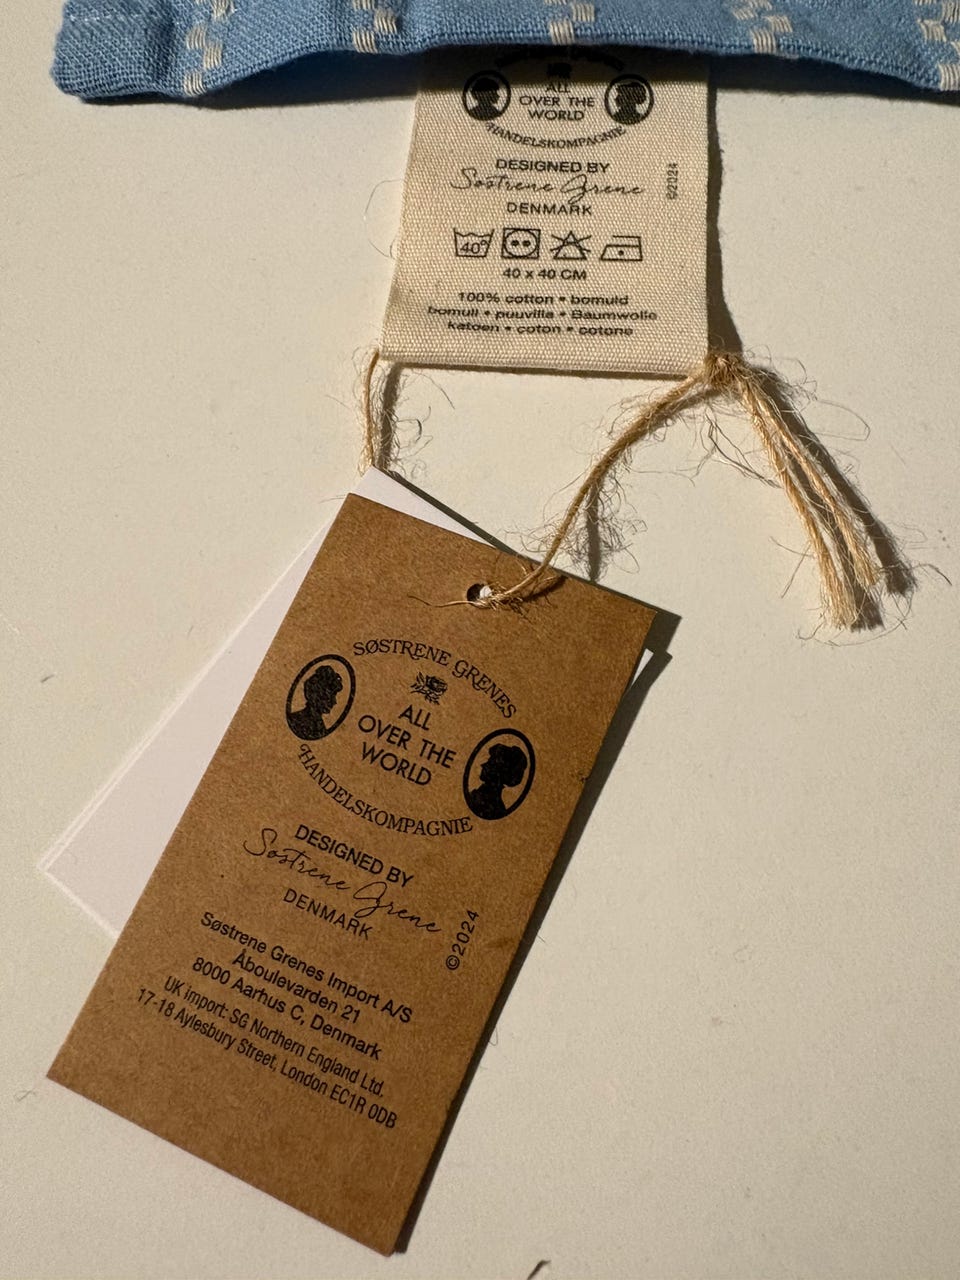 ALL
OVER THE
WORLD
HANDELSKOMPAGNIE
DESIGNED BY
Søstrene Grene
DENMARK
©2024
40°
40 x 40 CM
100% cotton • bomuld
bomull • puuvilla • Baumwolle
katoen • coton • cotone
SØSTRENE GRENES
ALL
OVER THE
WORLD
HANDELSKOMPAGNIE
DESIGNED BY
Søstrene Grene
DENMARK
©2024
Søstrene Grenes Import A/S
Åboulevarden 21
8000 Aarhus C, Denmark
UK import: SG Northern England Ltd.
17-18 Aylesbury Street, London EC1R 0DB